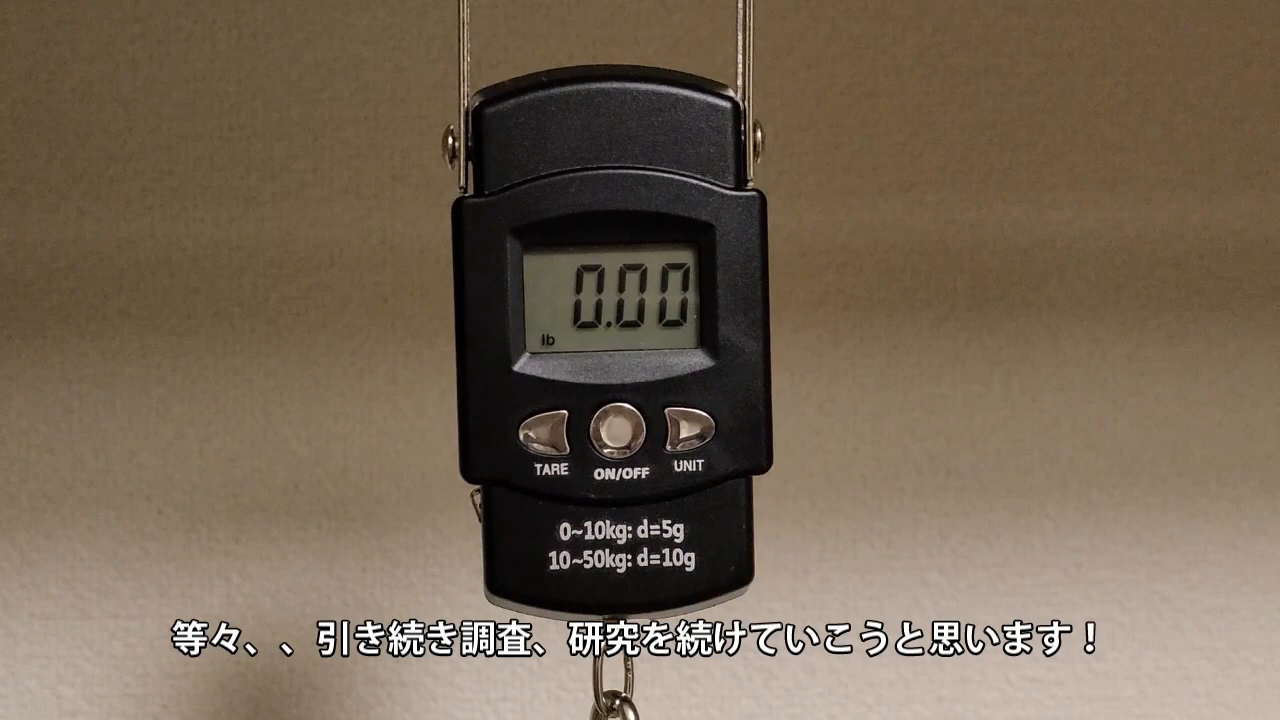 0.00
lb
TARE
ON/OFF
UNIT
0~10kg: d=5g
10~50kg: d=10g
等々、、引き続き調査、研究を続けていこうと思います！